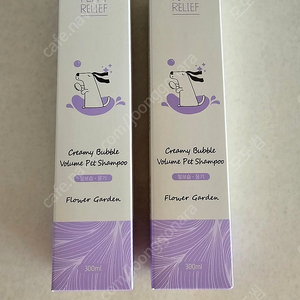 RELIEF
Creamy Bubble
Volume Pet Shampoo
Flower Garden
300ml
RELIEF
Creamy Bubble
Volume Pet Shampoo
Flower Garden
300ml